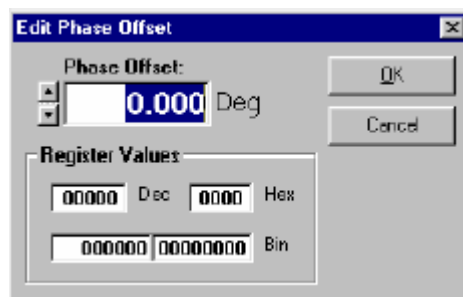 Edit Phase Offset
Phase Offset:
0.000 Deg
OK
Cancel
Register Values
00000 Dec 0000 Hex
000000 00000000 Bin